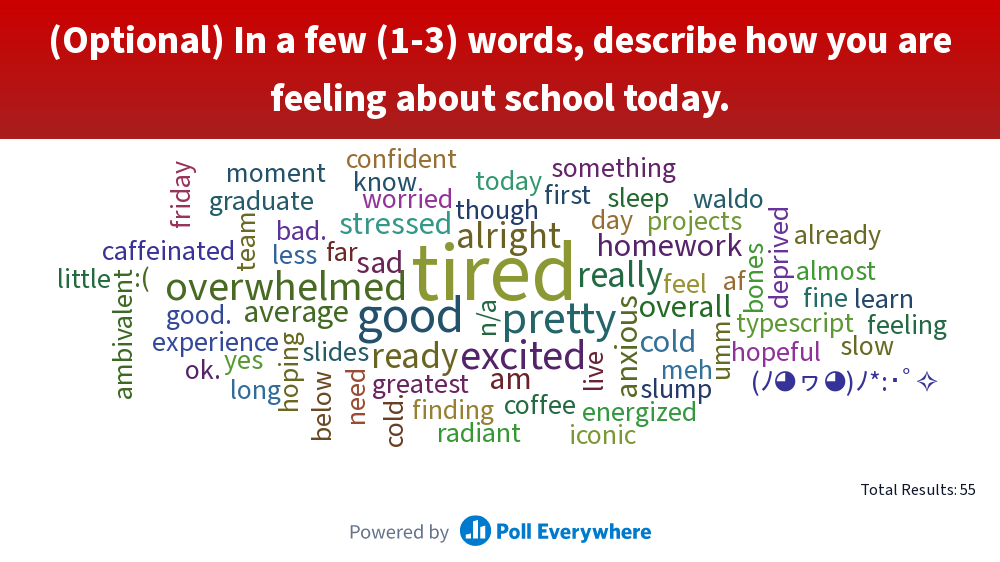 (Optional) In a few (1-3) words, describe how you are
feeling about school today.
confident
moment
something
friday
know
today
graduate
worried
first
sleep
waldo
though
stressed
day
projects
bad.
team
alright
deprived
already
caffeinated
less
far
sad
tired
homework
bones
little
:(
overwhelmed
really
feel
af
almost
ambivalent
good.
average
good
n/a
pretty
anxious
overall
fine
learn
typescript
feeling
experience
hoping
slides
ready
excited
cold
umm
hopeful
slow
ok.
yes
live
meh
long
below
need
greatest
am
slump
(ﾉ◕ヮ◕)ﾉ*:･ﾟ✧
cold.
finding
coffee
energized
radiant
iconic
Total Results: 55
Powered by Poll Everywhere